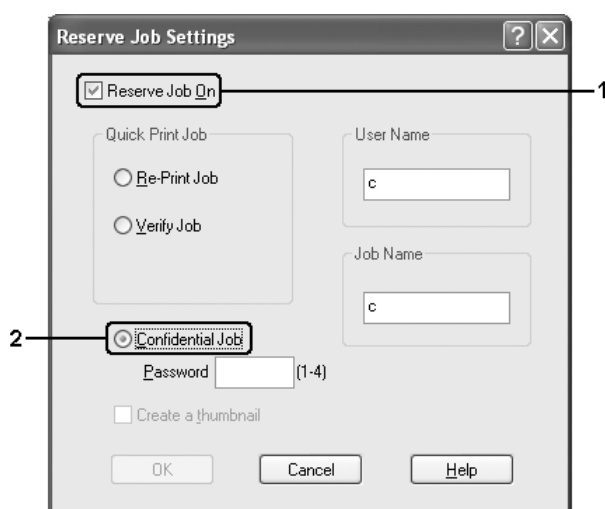 Reserve Job Settings
Reserve Job On
1
Quick Print Job
User Name
Re-Print Job
c
Verify Job
Job Name
c
2
Confidential Job
Password (1-4)
Create a thumbnail
OK Cancel Help